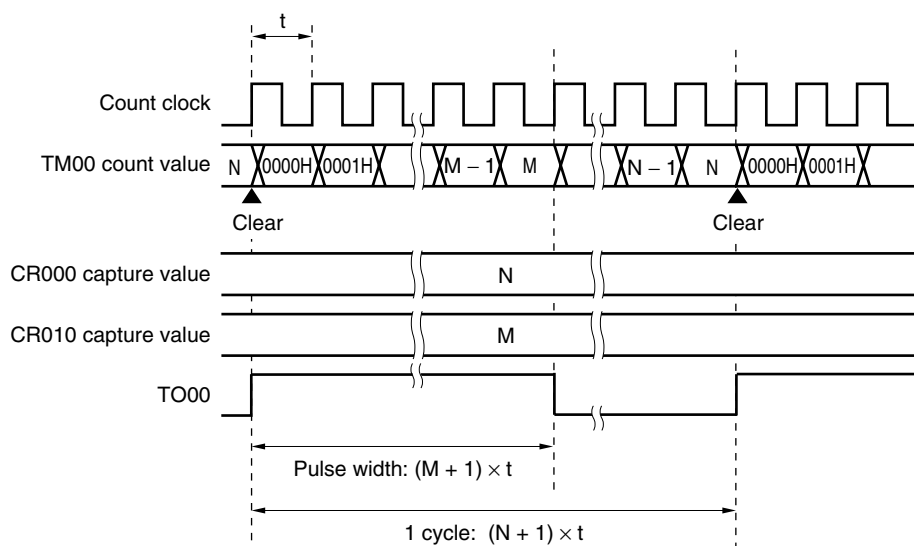 t
Count clock
TM00 count value N 0000H 0001H M – 1 M N – 1 N 0000H 0001H
Clear Clear
CR000 capture value N
CR010 capture value M
TO00
Pulse width: (M + 1) × t
1 cycle: (N + 1) × t